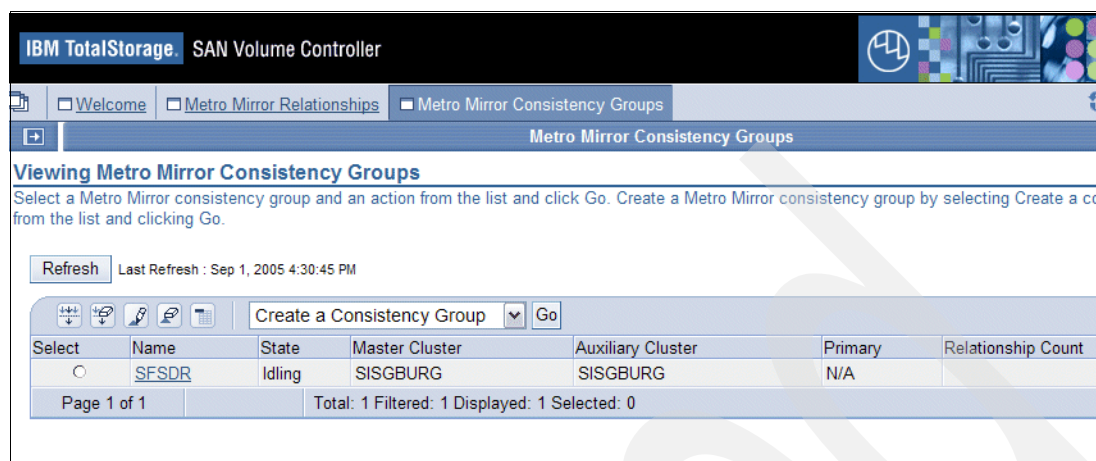 IBM TotalStorage. SAN Volume Controller
Welcome Metro Mirror Relationships Metro Mirror Consistency Groups
Metro Mirror Consistency Groups
Viewing Metro Mirror Consistency Groups
Select a Metro Mirror consistency group and an action from the list and click Go. Create a Metro Mirror consistency group by selecting Create a co
from the list and clicking Go.
Refresh Last Refresh : Sep 1, 2005 4:30:45 PM
Create a Consistency Group Go
Select Name State Master Cluster Auxiliary Cluster Primary Relationship Count
SFSDR Idling SISGBURG SISGBURG N/A
Page 1 of 1 Total: 1 Filtered: 1 Displayed: 1 Selected: 0